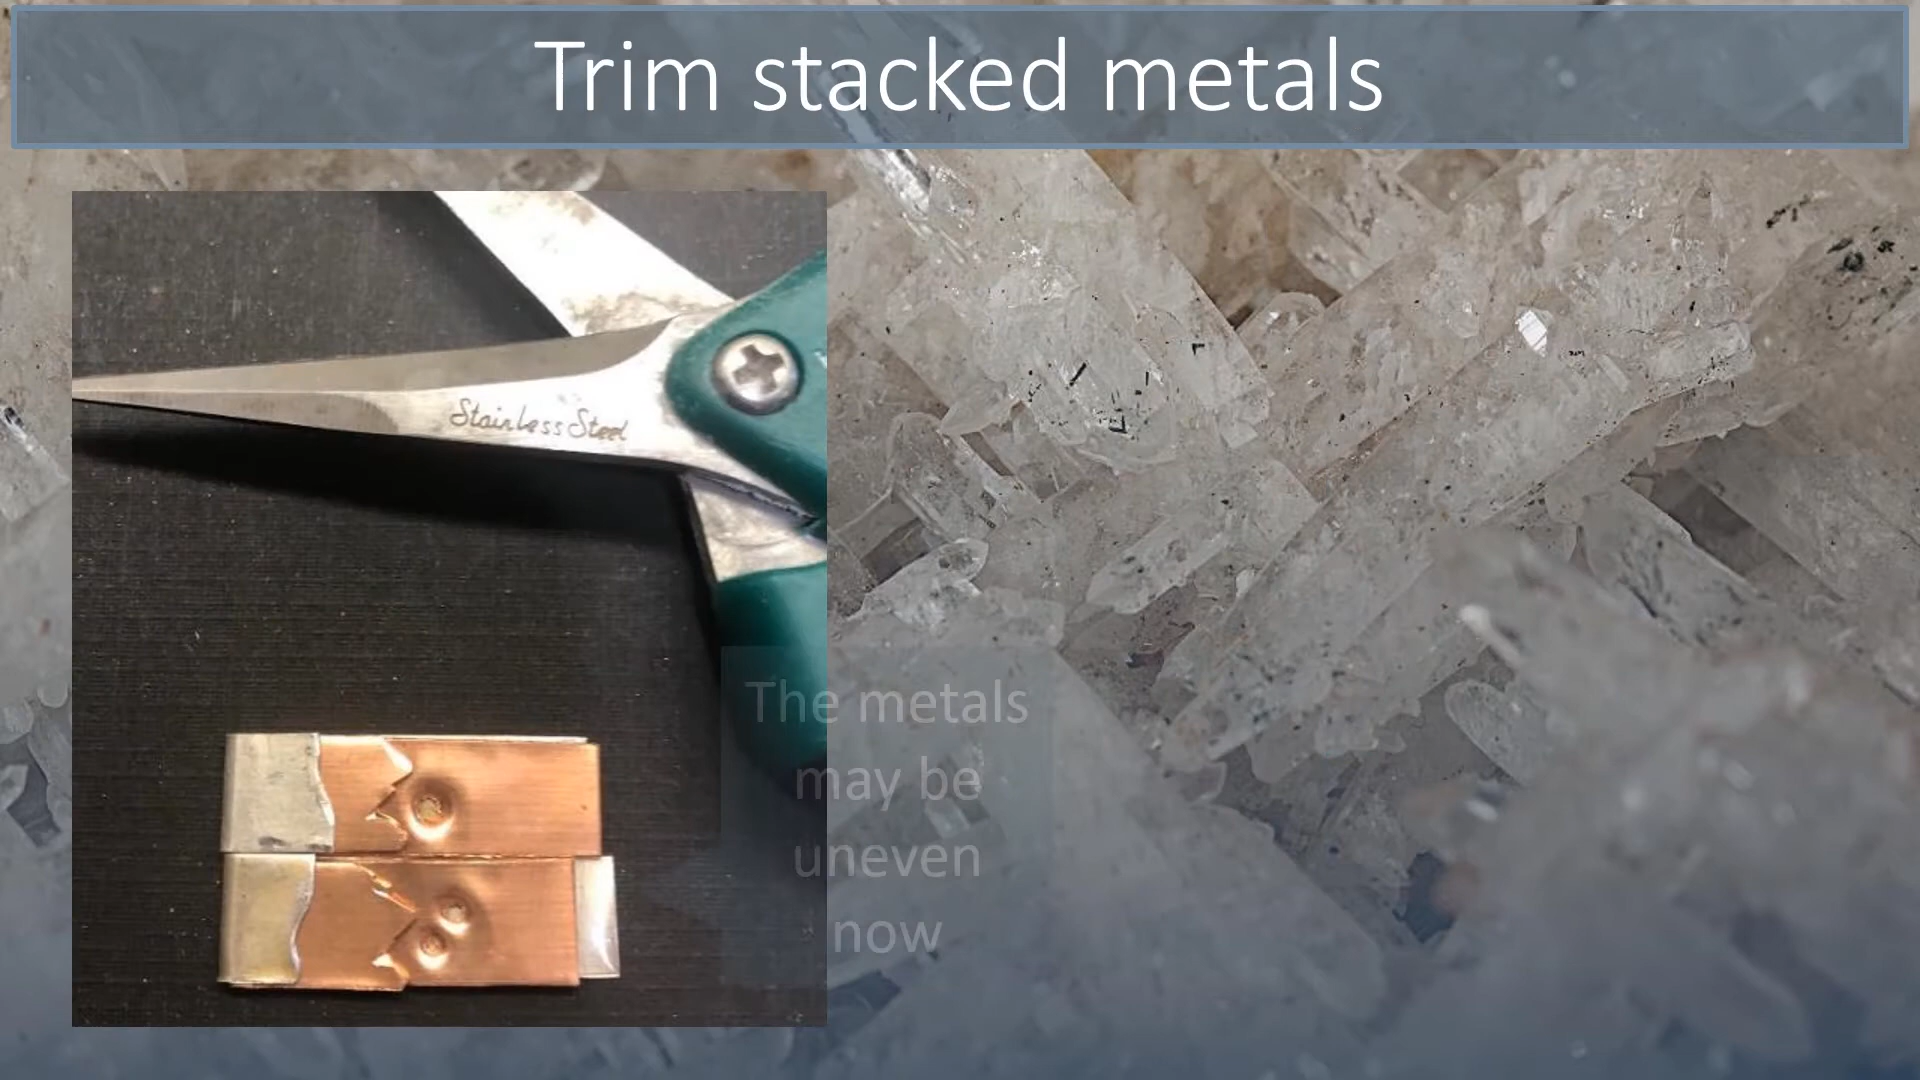 Trim stacked metals
Stainless Steel
The metals
may be
uneven
now